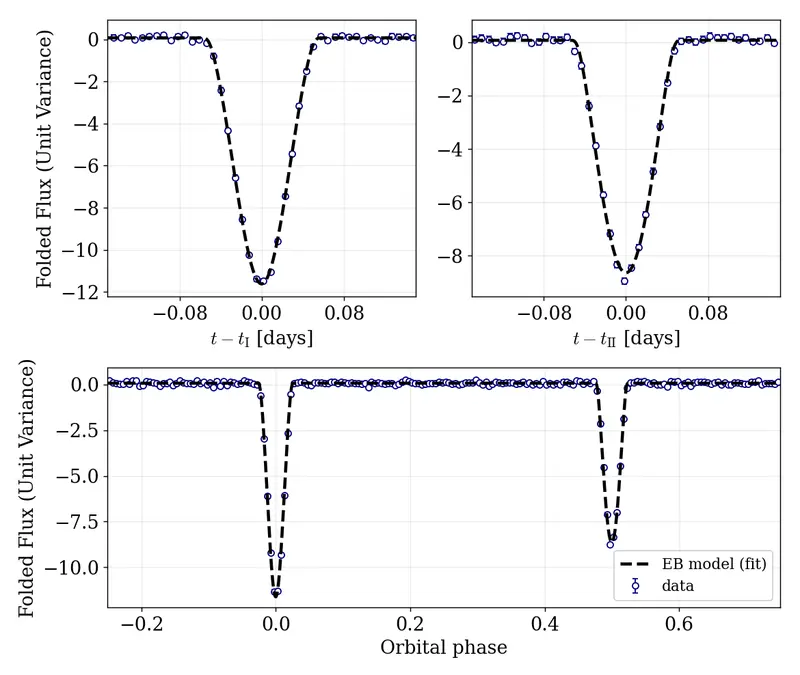 Folded Flux (Unit Variance)
0
−2
−4
−6
−8
−10
−12
−0.08 0.00 0.08
t − tI [days]
0
−2
−4
−6
−8
−0.08 0.00 0.08
t − tII [days]
Folded Flux (Unit Variance)
0.0
−2.5
−5.0
−7.5
−10.0
EB model (fit)
data
−0.2 0.0 0.2 0.4 0.6
Orbital phase